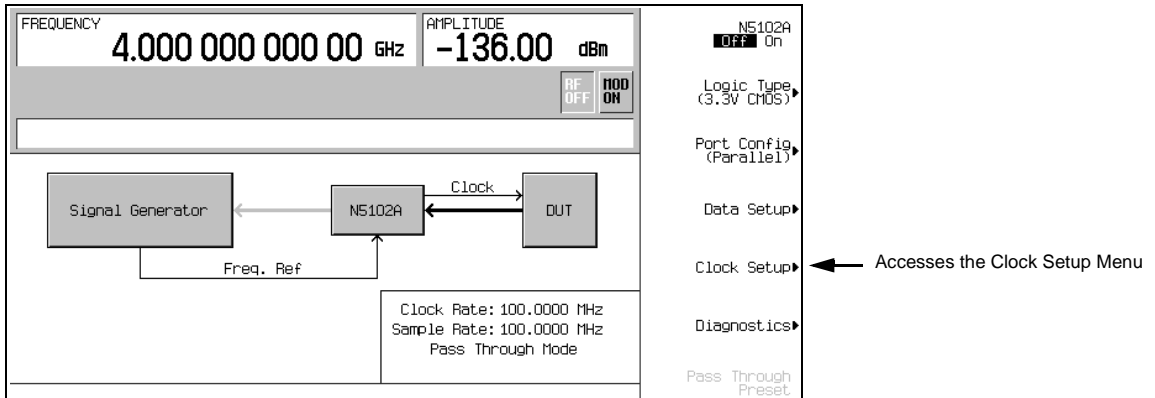 FREQUENCY
4.000 000 000 00 GHz
AMPLITUDE
-136.00 dBm
RF
OFF
MOD
ON
Signal Generator
N5102A
Clock
DUT
Freq. Ref
Clock Rate: 100.0000 MHz
Sample Rate: 100.0000 MHz
Pass Through Mode
N5102A
Off On
Logic Type
(3.3V CMOS)
Port Config
(Parallel)
Data Setup
Clock Setup
Accesses the Clock Setup Menu
Diagnostics
Pass Through
Preset